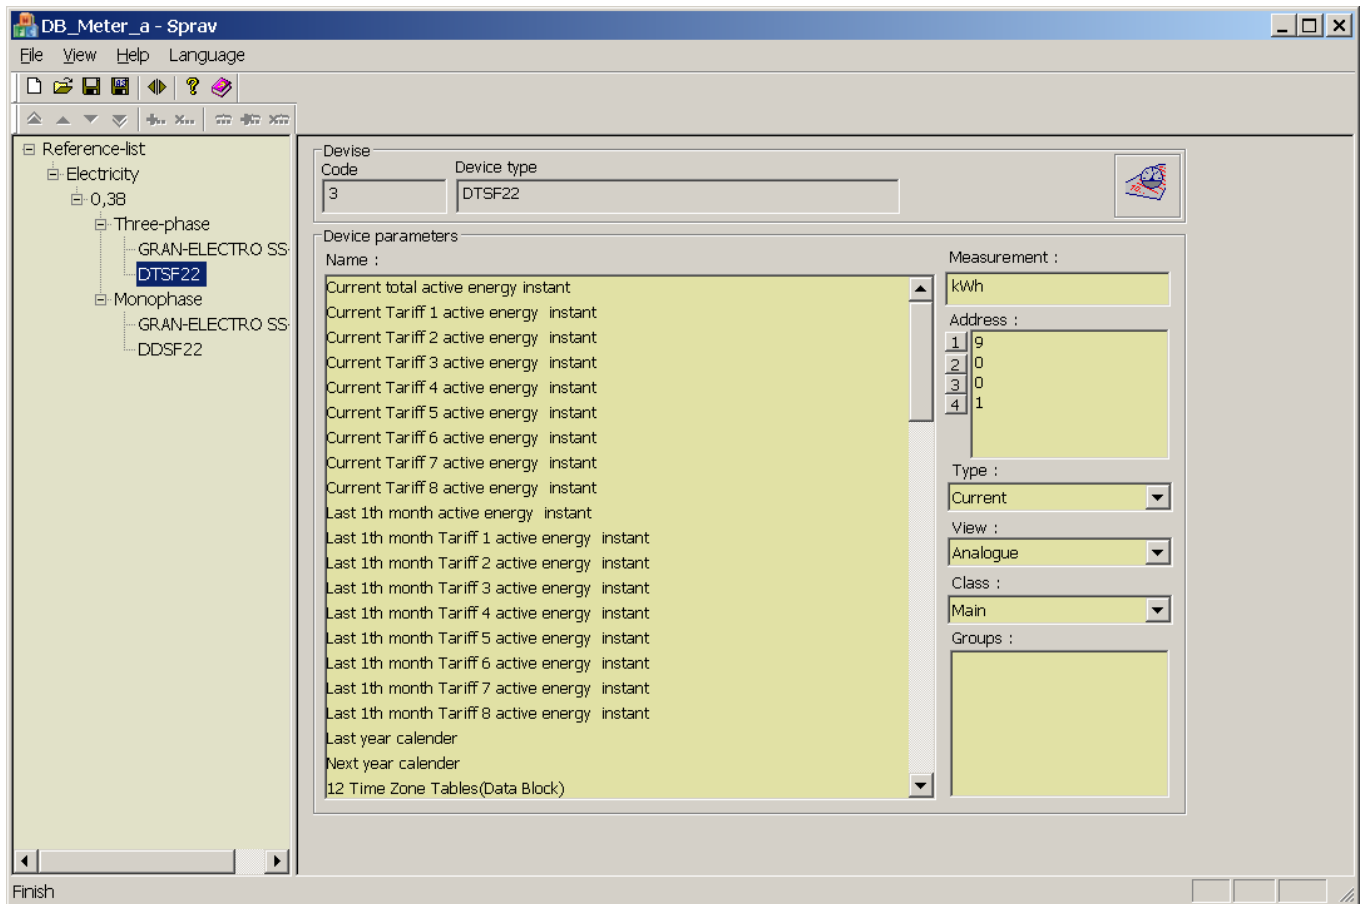 DB_Meter_a - Sprav
File View Help Language
Reference-list
Electricity
0,38
Three-phase
GRAN-ELECTRO SS-
DTSF22
Monophase
GRAN-ELECTRO SS-
DDSF22
Devise
Code
Device type
3
DTSF22
Device parameters
Name :
Current total active energy instant
Current Tariff 1 active energy  instant
Current Tariff 2 active energy  instant
Current Tariff 3 active energy  instant
Current Tariff 4 active energy  instant
Current Tariff 5 active energy  instant
Current Tariff 6 active energy  instant
Current Tariff 7 active energy  instant
Current Tariff 8 active energy  instant
Last 1th month active energy  instant
Last 1th month Tariff 1 active energy  instant
Last 1th month Tariff 2 active energy  instant
Last 1th month Tariff 3 active energy  instant
Last 1th month Tariff 4 active energy  instant
Last 1th month Tariff 5 active energy  instant
Last 1th month Tariff 6 active energy  instant
Last 1th month Tariff 7 active energy  instant
Last 1th month Tariff 8 active energy  instant
Last year calender
Next year calender
12 Time Zone Tables(Data Block)
Measurement :
kWh
Address :
1 9
2 0
3 0
4 1
Type :
Current
View :
Analogue
Class :
Main
Groups :
Finish